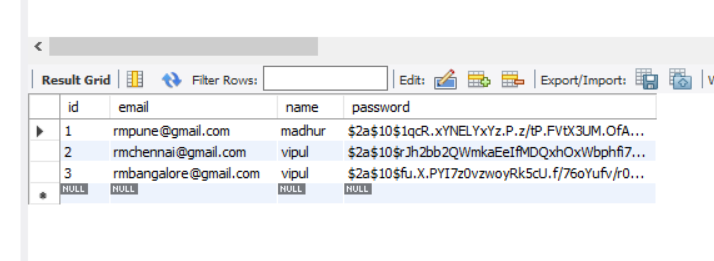 Result Grid Filter Rows: Edit: Export/Import:
id email name password
1 rmpune@gmail.com madhur $2a$10$1qcR.xYNELYxYz.P.z/tP.FVtX3UM.OfA...
2 rmchennai@gmail.com vipul $2a$10$rJh2bb2QWmkaEeIfMDQxhOxWbphfi7...
3 rmbangalore@gmail.com vipul $2a$10$fu.X.PYI7z0vzwoyRk5cU.f/76oYufv/r0...
NULL NULL NULL NULL